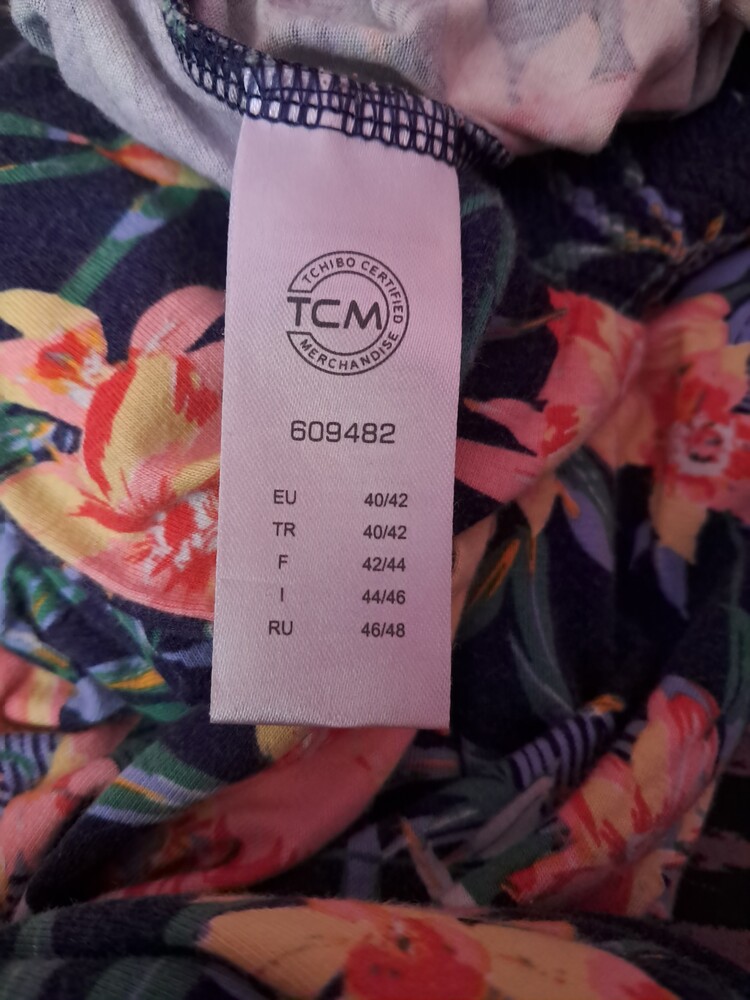 TCHIBO CERTIFIED
TCM
MERCHANDISE
609482
EU 40/42
TR 40/42
F 42/44
I 44/46
RU 46/48